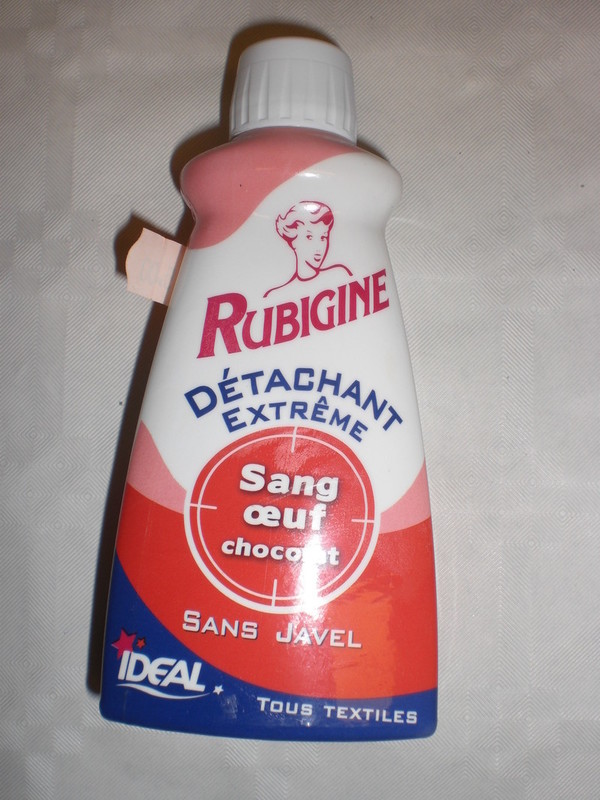 RUBIGINE
DÉTACHANT
EXTRÊME
Sang
œuf
chocolat
SANS JAVEL
IDEAL
TOUS TEXTILES